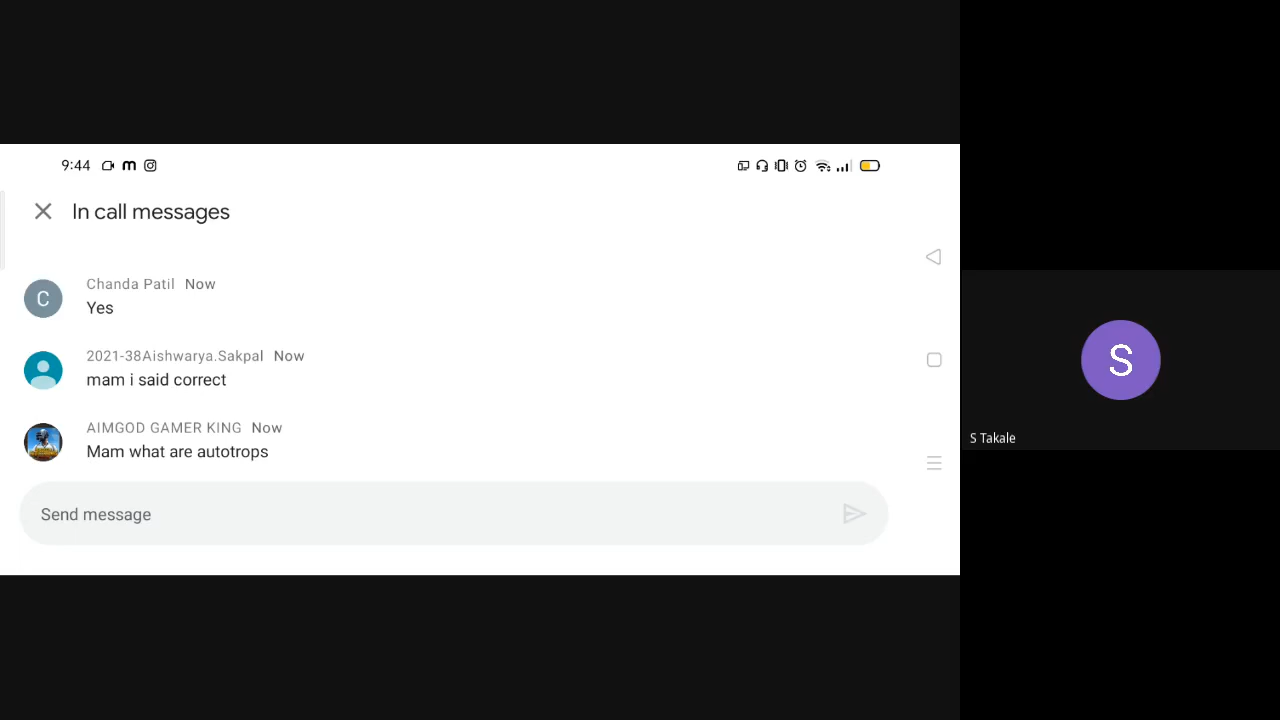 9:44
In call messages
C
Chanda Patil Now
Yes
2021-38Aishwarya.Sakpal Now
mam i said correct
AIMGOD GAMER KING Now
Mam what are autotrops
Send message
S
S Takale